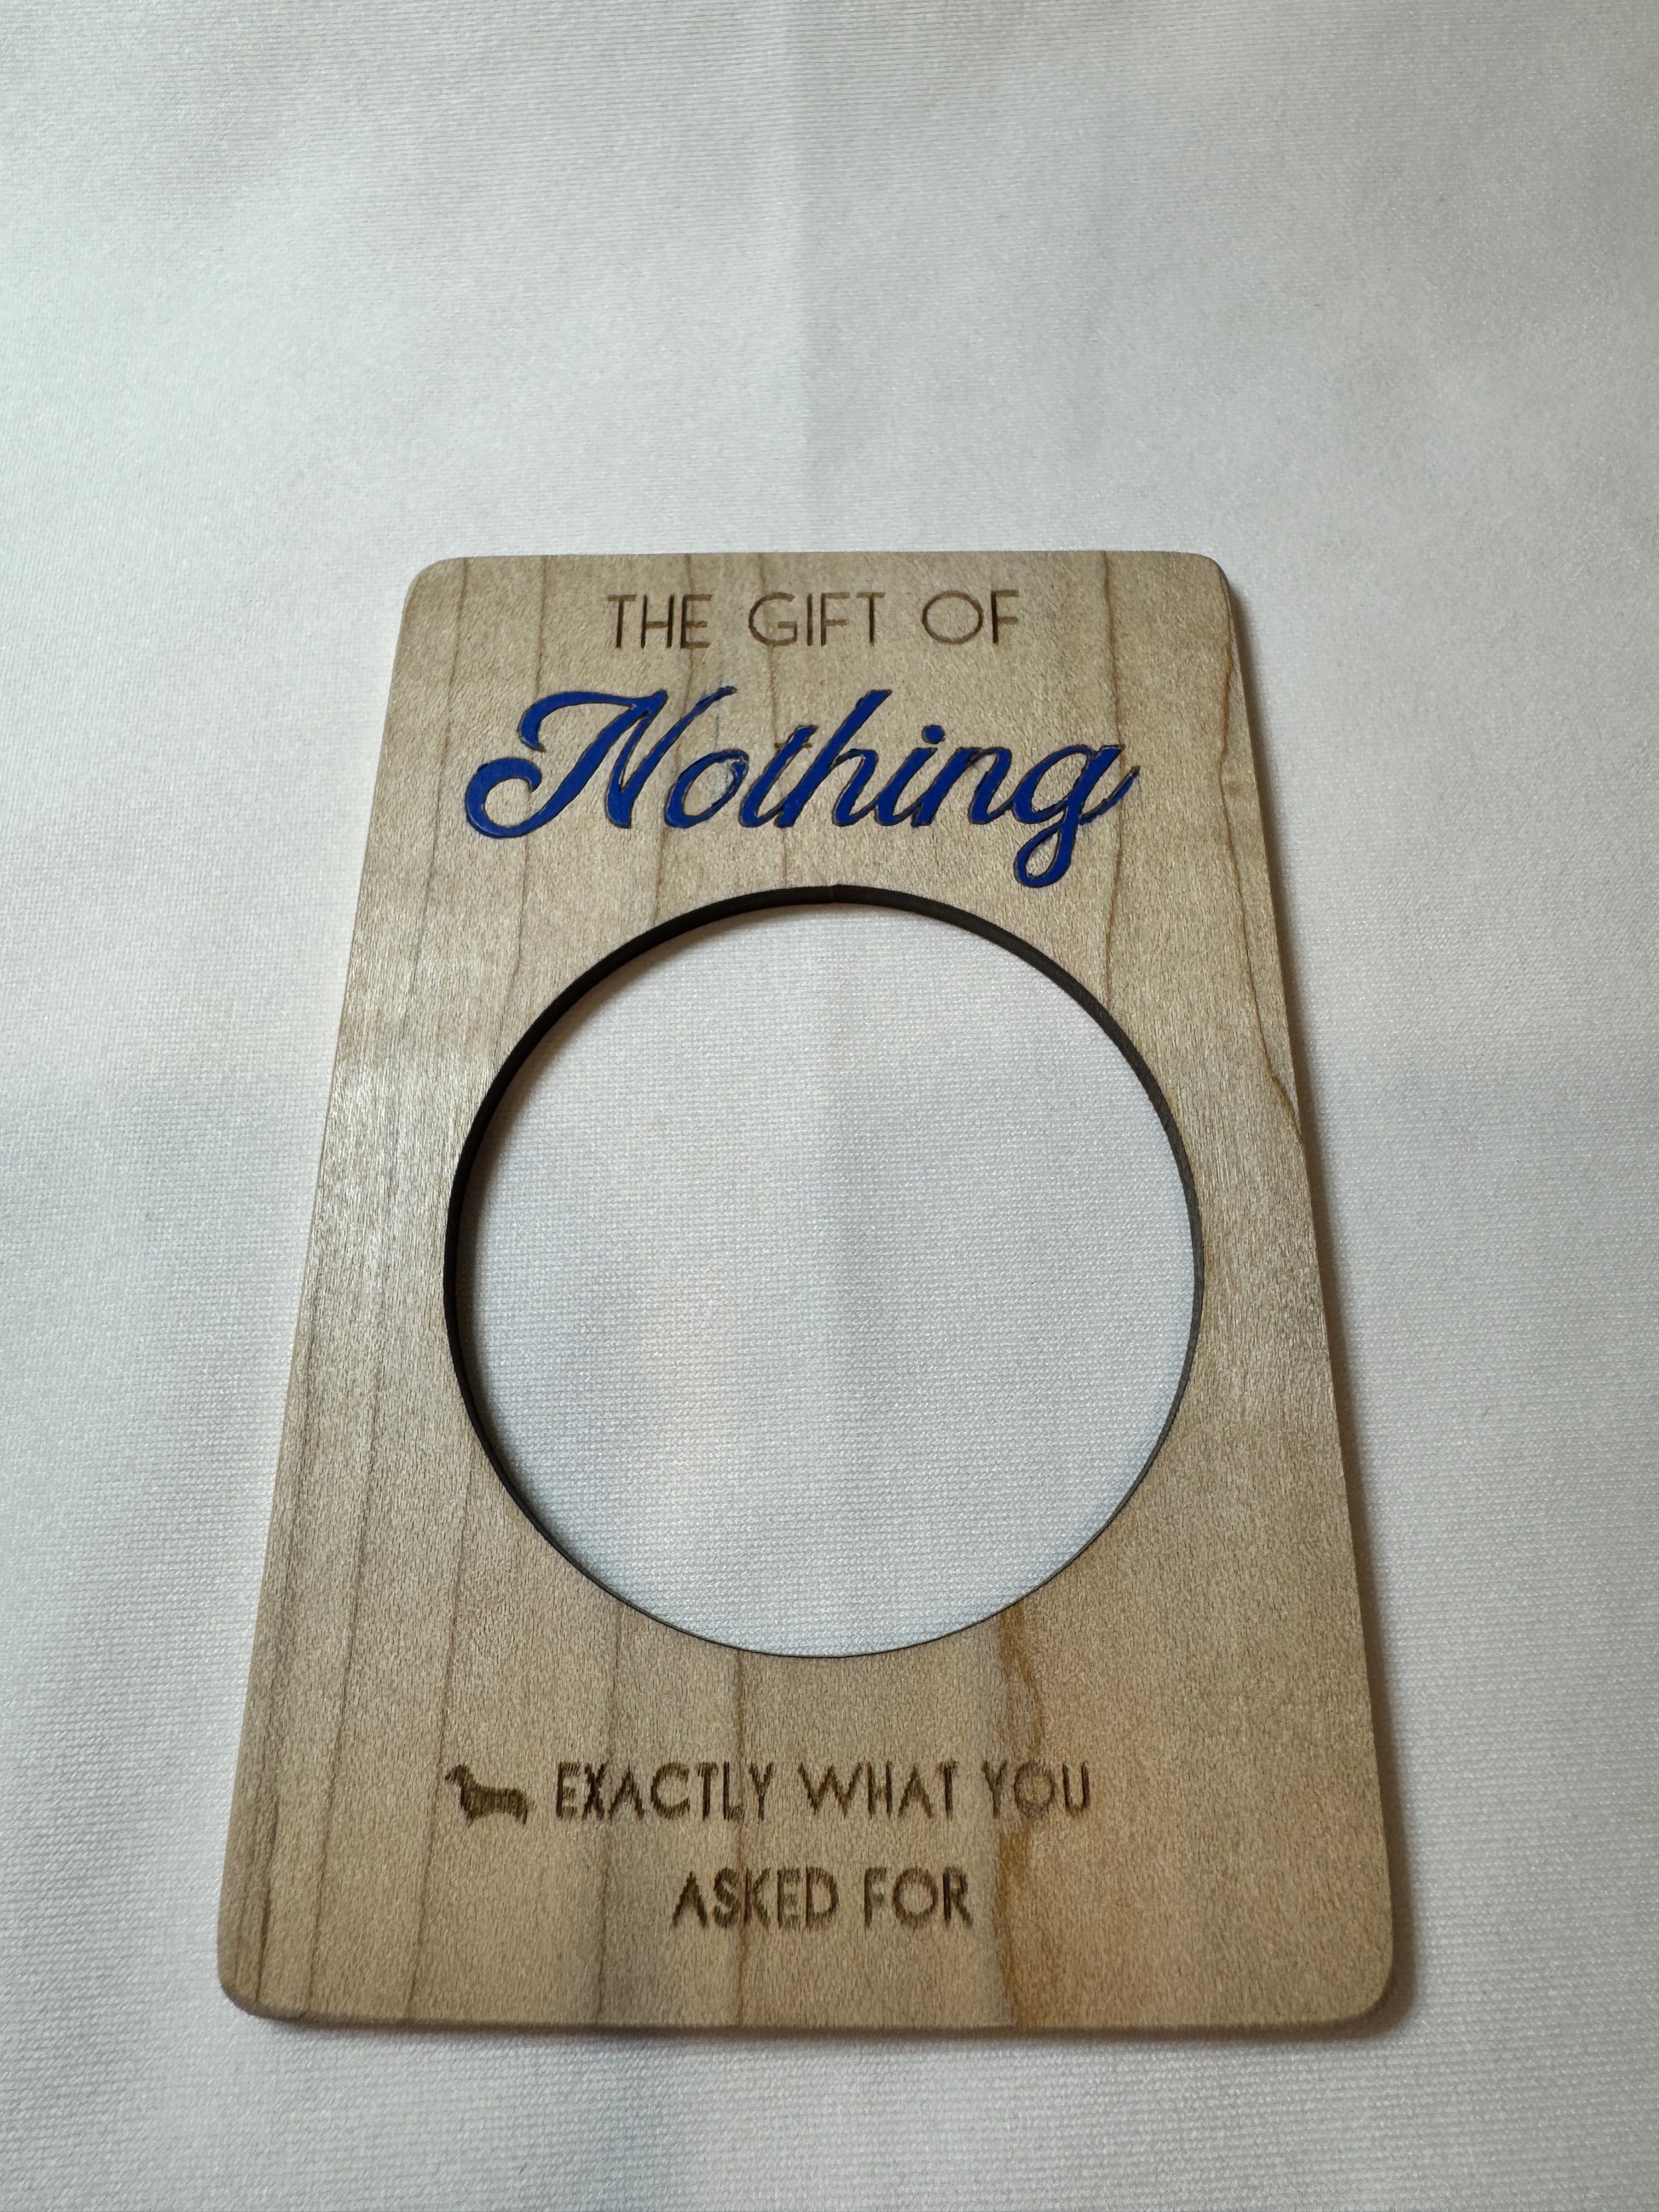 THE GIFT OF
Nothing
EXACTLY WHAT YOU
ASKED FOR